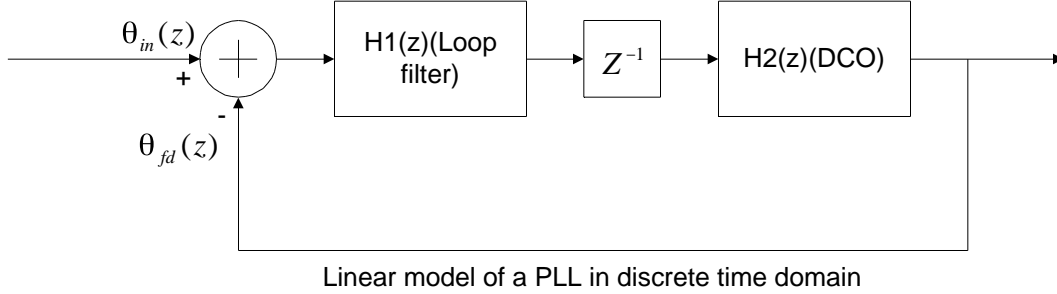 θin(z)
+
-
θfd(z)
H1(z)(Loop
filter)
Z⁻¹
H2(z)(DCO)
Linear model of a PLL in discrete time domain